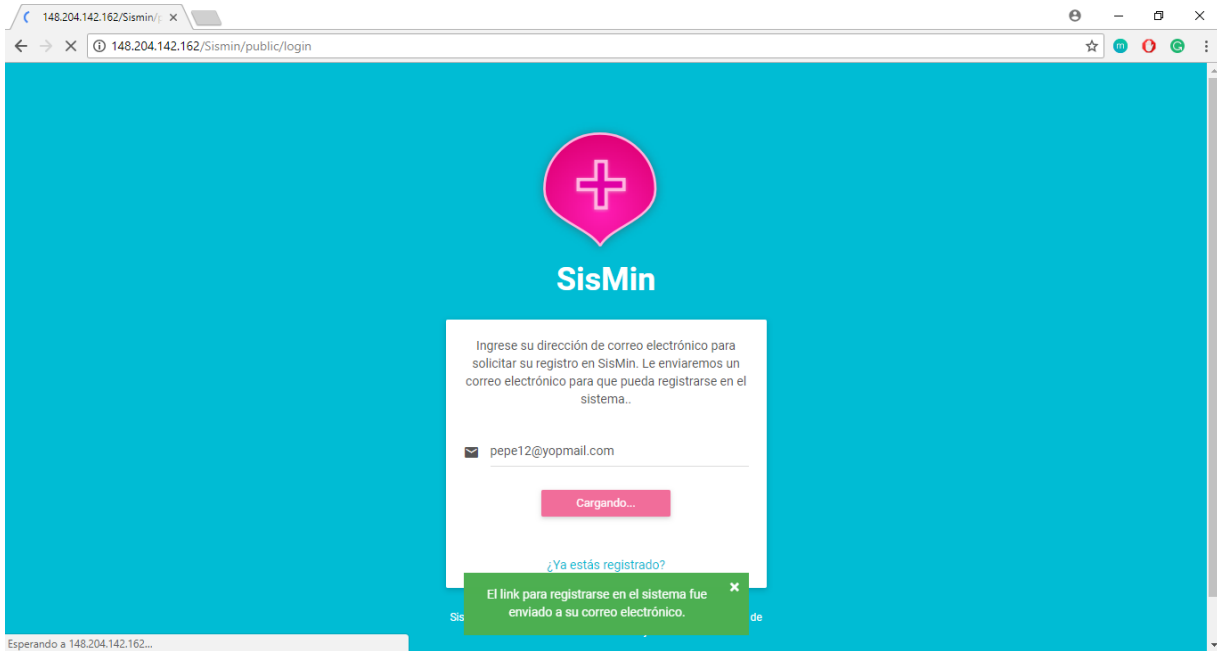 148.204.142.162/Sismin/p
148.204.142.162/Sismin/public/login
m
G
SisMin
Ingrese su dirección de correo electrónico para
solicitar su registro en SisMin. Le enviaremos un
correo electrónico para que pueda registrarse en el
sistema..
pepe12@yopmail.com
Cargando...
¿Ya estás registrado?
El link para registrarse en el sistema fue
enviado a su correo electrónico.
Sis de
Esperando a 148.204.142.162...